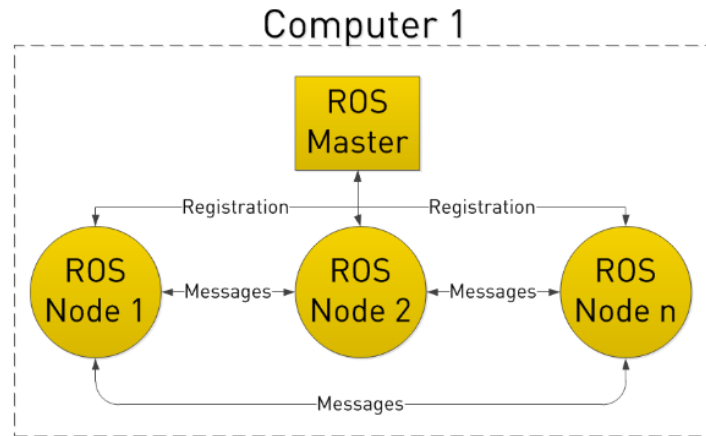 Computer 1
ROS
Master
Registration
Registration
ROS
Node 1
Messages
ROS
Node 2
Messages
ROS
Node n
Messages